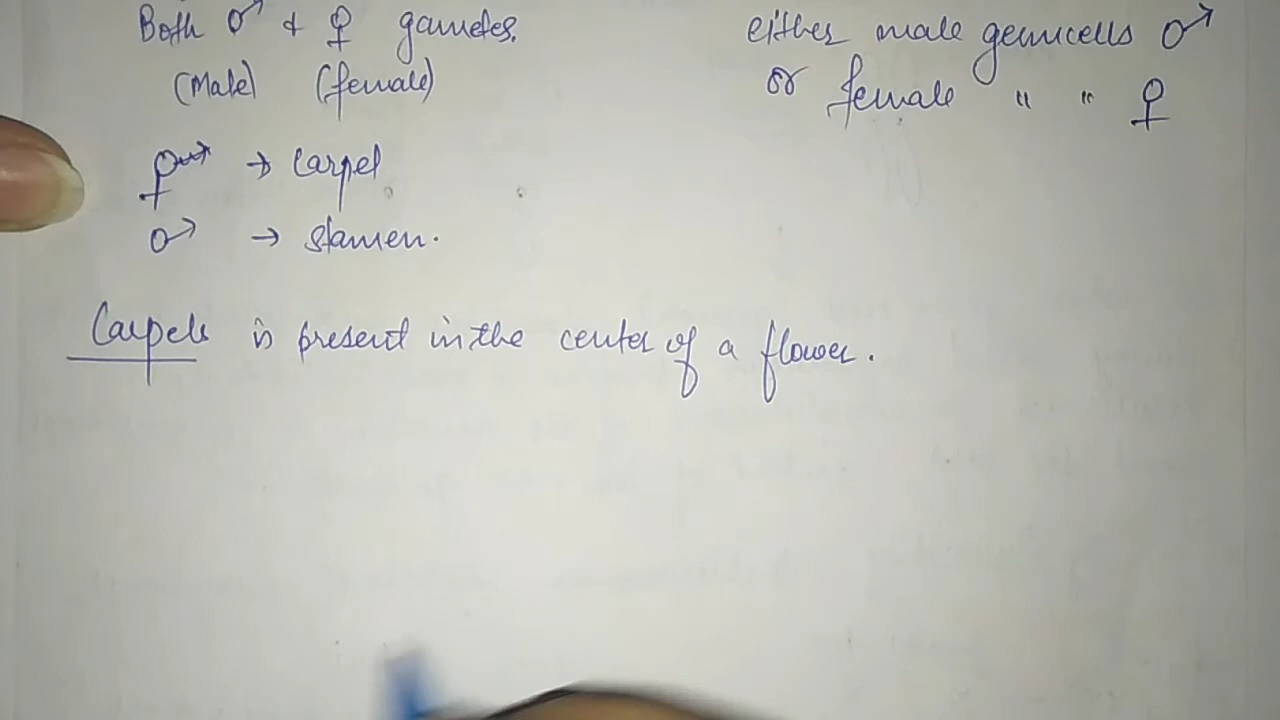 Both ♂ & ♀ gametes.
(Male) (female)
either male germcells ♂
or female " " ♀
♀ → Carpel
♂ → stamen.
Carpels is present in the center of a flower.